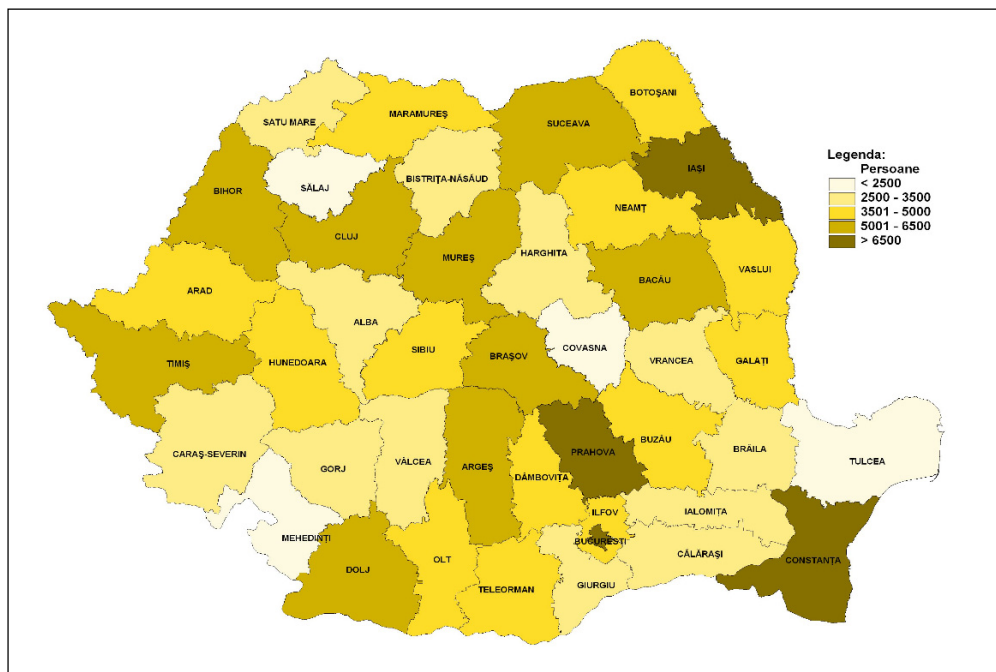 BOTOŞANI
SATU MARE
MARAMUREŞ
SUCEAVA
IAŞI
Legenda:
Persoane
< 2500
2500 - 3500
3501 - 5000
5001 - 6500
> 6500
BIHOR
SĂLAJ
BISTRIŢA-NĂSĂUD
NEAMŢ
CLUJ
MUREŞ
HARGHITA
BACĂU
VASLUI
ARAD
ALBA
TIMIŞ
HUNEDOARA
SIBIU
BRAŞOV
COVASNA
VRANCEA
GALAŢI
CARAŞ-SEVERIN
GORJ
VÂLCEA
ARGEŞ
DÂMBOVIŢA
PRAHOVA
BUZĂU
BRĂILA
TULCEA
MEHEDINŢI
DOLJ
OLT
TELEORMAN
ILFOV
BUCUREŞTI
GIURGIU
IALOMIŢA
CĂLĂRAŞI
CONSTANŢA